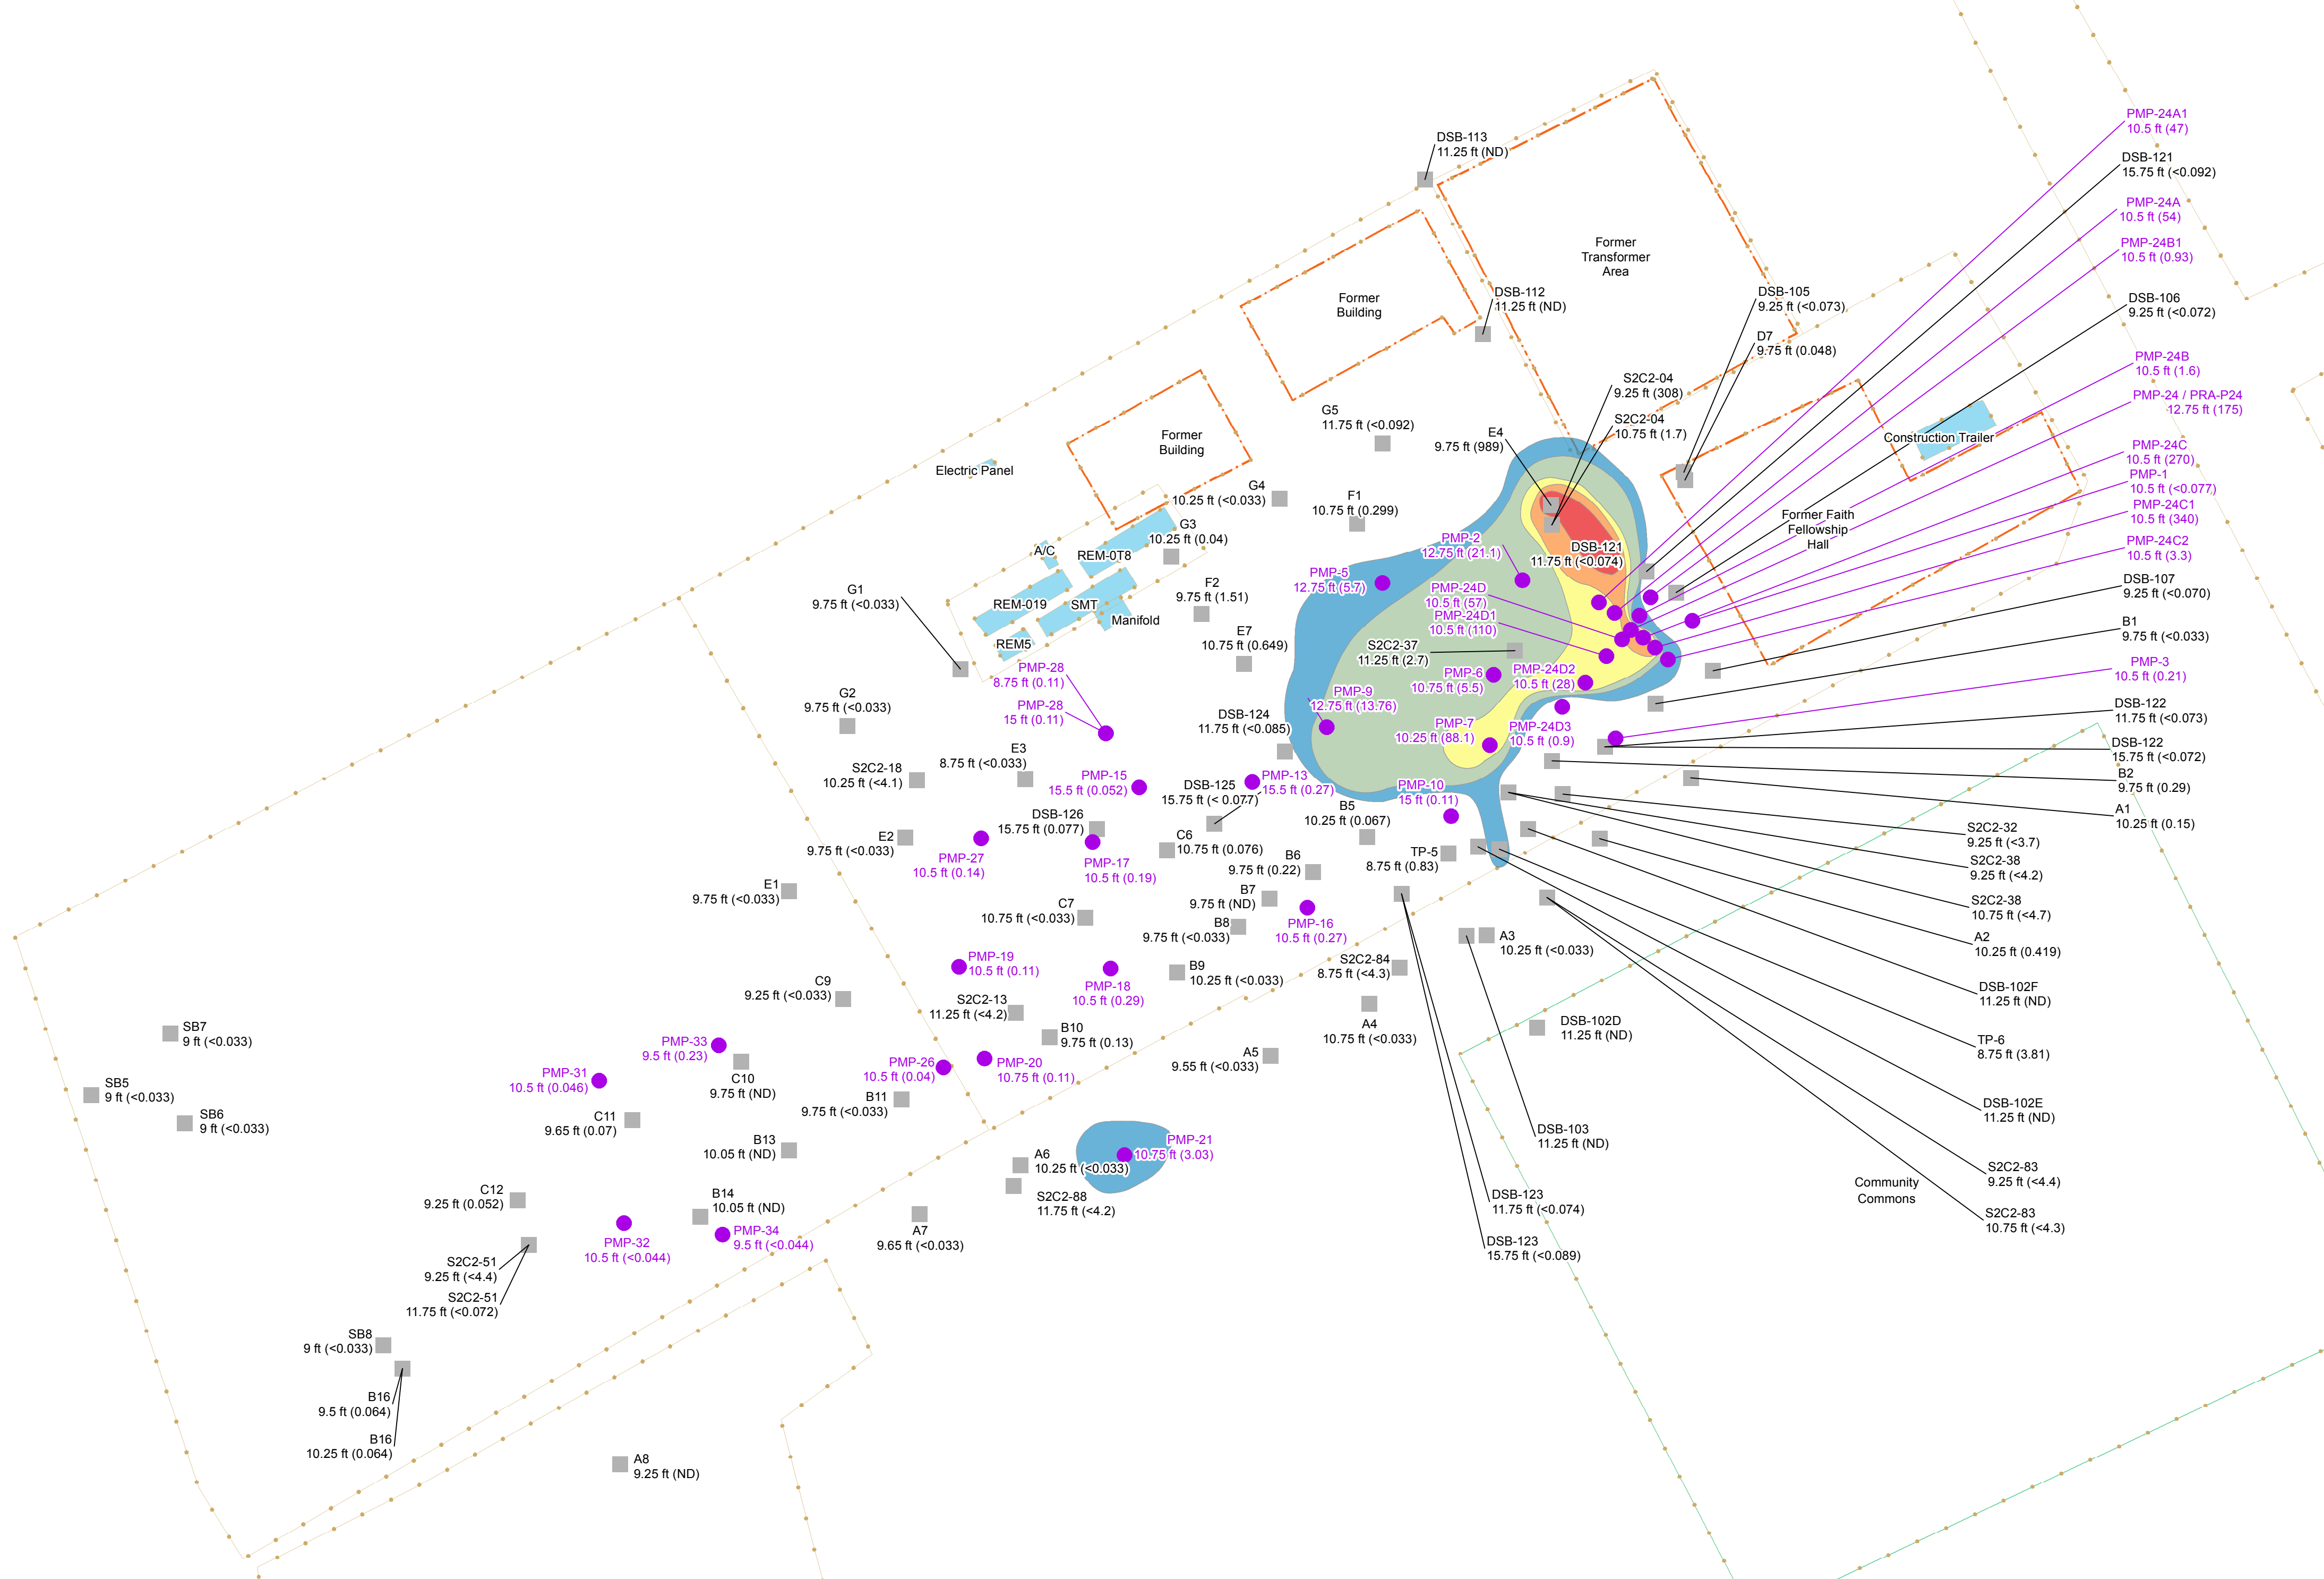 PMP-24A1
10.5 ft (47)
DSB-113
11.25 ft (ND)
DSB-121
15.75 ft (<0.092)
PMP-24A
10.5 ft (54)
Former
Transformer
Area
PMP-24B1
10.5 ft (0.93)
DSB-112
11.25 ft (ND)
DSB-105
9.25 ft (<0.073)
DSB-106
9.25 ft (<0.072)
Former
Building
D7
9.75 ft (0.048)
PMP-24B
10.5 ft (1.6)
S2C2-04
9.25 ft (308)
PMP-24 / PRA-P24
12.75 ft (175)
G5
11.75 ft (<0.092)
S2C2-04
10.75 ft (1.7)
E4
9.75 ft (989)
Former
Building
Construction Trailer
PMP-24C
10.5 ft (270)
Electric Panel
PMP-1
10.5 ft (<0.077)
G4
10.25 ft (<0.033)
F1
10.75 ft (0.299)
PMP-24C1
10.5 ft (340)
Former Faith
Fellowship
Hall
G3
10.25 ft (0.04)
PMP-2
12.75 ft (21.1)
DSB-121
11.75 ft (<0.074)
PMP-24C2
10.5 ft (3.3)
A/C
REM-0T8
PMP-5
12.75 ft (5.7)
DSB-107
9.25 ft (<0.070)
G1
9.75 ft (<0.033)
F2
9.75 ft (1.51)
PMP-24D
10.5 ft (57)
REM-019
SMT
Manifold
PMP-24D1
10.5 ft (110)
B1
9.75 ft (<0.033)
REM5
E7
10.75 ft (0.649)
S2C2-37
11.25 ft (2.7)
PMP-28
8.75 ft (0.11)
PMP-6
10.75 ft (5.5)
PMP-24D2
10.5 ft (28)
PMP-3
10.5 ft (0.21)
G2
9.75 ft (<0.033)
PMP-28
15 ft (0.11)
PMP-9
12.75 ft (13.76)
DSB-124
11.75 ft (<0.085)
PMP-7
10.25 ft (88.1)
PMP-24D3
10.5 ft (0.9)
DSB-122
11.75 ft (<0.073)
DSB-122
15.75 ft (<0.072)
E3
8.75 ft (<0.033)
S2C2-18
10.25 ft (<4.1)
PMP-15
15.5 ft (0.052)
PMP-13
15.5 ft (0.27)
DSB-125
15.75 ft (< 0.077)
PMP-10
15 ft (0.11)
B2
9.75 ft (0.29)
A1
10.25 ft (0.15)
B5
10.25 ft (0.067)
DSB-126
15.75 ft (0.077)
E2
9.75 ft (<0.033)
C6
10.75 ft (0.076)
S2C2-32
9.25 ft (<3.7)
PMP-27
10.5 ft (0.14)
PMP-17
10.5 ft (0.19)
B6
9.75 ft (0.22)
TP-5
8.75 ft (0.83)
S2C2-38
9.25 ft (<4.2)
E1
9.75 ft (<0.033)
B7
9.75 ft (ND)
S2C2-38
10.75 ft (<4.7)
C7
10.75 ft (<0.033)
B8
9.75 ft (<0.033)
PMP-16
10.5 ft (0.27)
A3
10.25 ft (<0.033)
A2
10.25 ft (0.419)
PMP-19
10.5 ft (0.11)
S2C2-84
8.75 ft (<4.3)
B9
10.25 ft (<0.033)
PMP-18
10.5 ft (0.29)
DSB-102F
11.25 ft (ND)
C9
9.25 ft (<0.033)
S2C2-13
11.25 ft (<4.2)
A4
10.75 ft (<0.033)
DSB-102D
11.25 ft (ND)
SB7
9 ft (<0.033)
B10
9.75 ft (0.13)
TP-6
8.75 ft (3.81)
PMP-33
9.5 ft (0.23)
A5
9.55 ft (<0.033)
PMP-26
10.5 ft (0.04)
PMP-20
10.75 ft (0.11)
PMP-31
10.5 ft (0.046)
C10
9.75 ft (ND)
SB5
9 ft (<0.033)
B11
9.75 ft (<0.033)
DSB-102E
11.25 ft (ND)
SB6
9 ft (<0.033)
C11
9.65 ft (0.07)
DSB-103
11.25 ft (ND)
B13
10.05 ft (ND)
PMP-21
10.75 ft (3.03)
A6
10.25 ft (<0.033)
S2C2-83
9.25 ft (<4.4)
Community
Commons
C12
9.25 ft (0.052)
B14
10.05 ft (ND)
S2C2-88
11.75 ft (<4.2)
DSB-123
11.75 ft (<0.074)
S2C2-83
10.75 ft (<4.3)
PMP-34
9.5 ft (<0.044)
A7
9.65 ft (<0.033)
PMP-32
10.5 ft (<0.044)
DSB-123
15.75 ft (<0.089)
S2C2-51
9.25 ft (<4.4)
S2C2-51
11.75 ft (<0.072)
SB8
9 ft (<0.033)
B16
9.5 ft (0.064)
B16
10.25 ft (0.064)
A8
9.25 ft (ND)